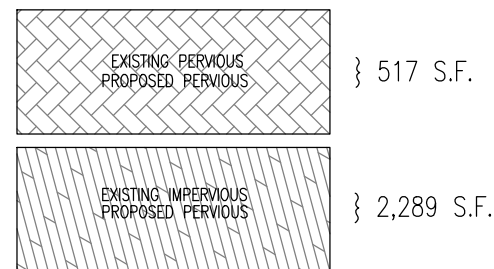 EXISTING PERVIOUS
PROPOSED PERVIOUS
} 517 S.F.
EXISTING IMPERVIOUS
PROPOSED PERVIOUS
} 2,289 S.F.